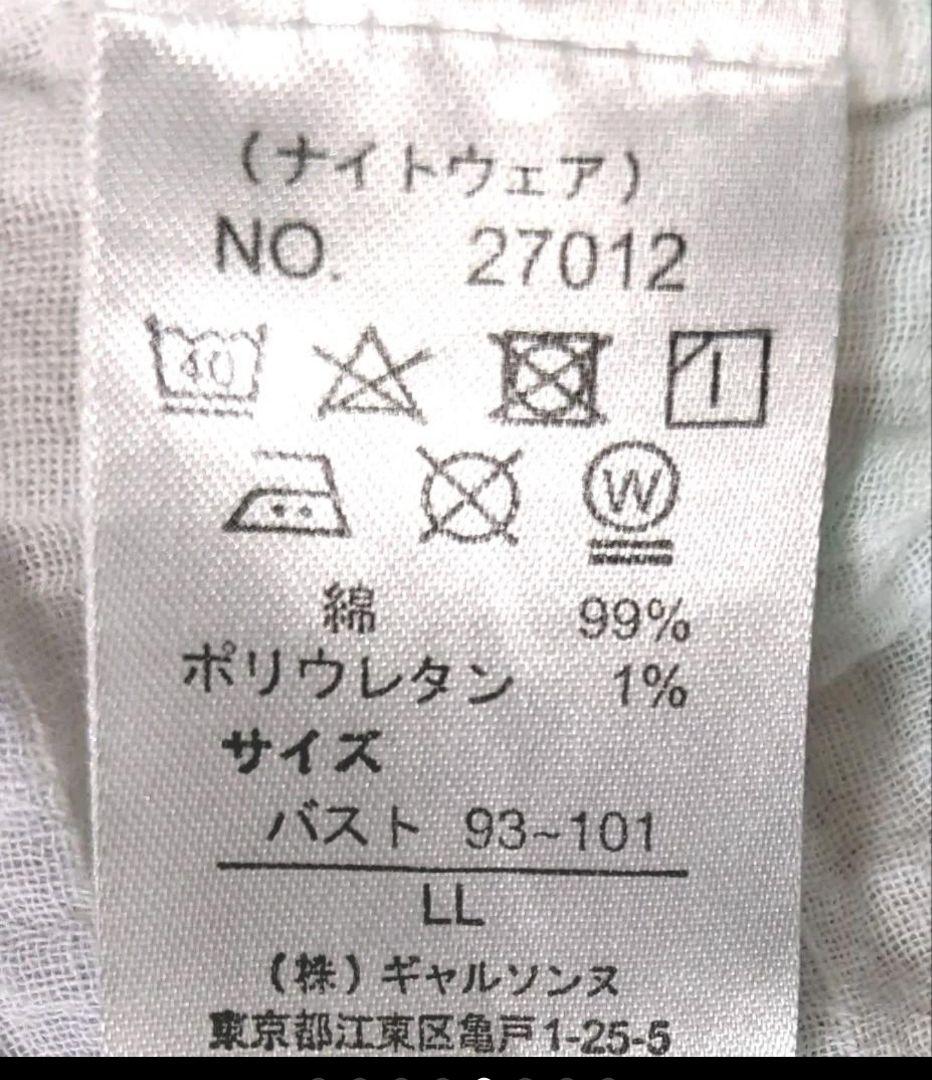 （ナイトウェア）
NO. 27012
40
W
綿 99%
ポリウレタン 1%
サイズ
バスト 93~101
LL
（株）ギャルソンヌ
東京都江東区亀戸1-25-5